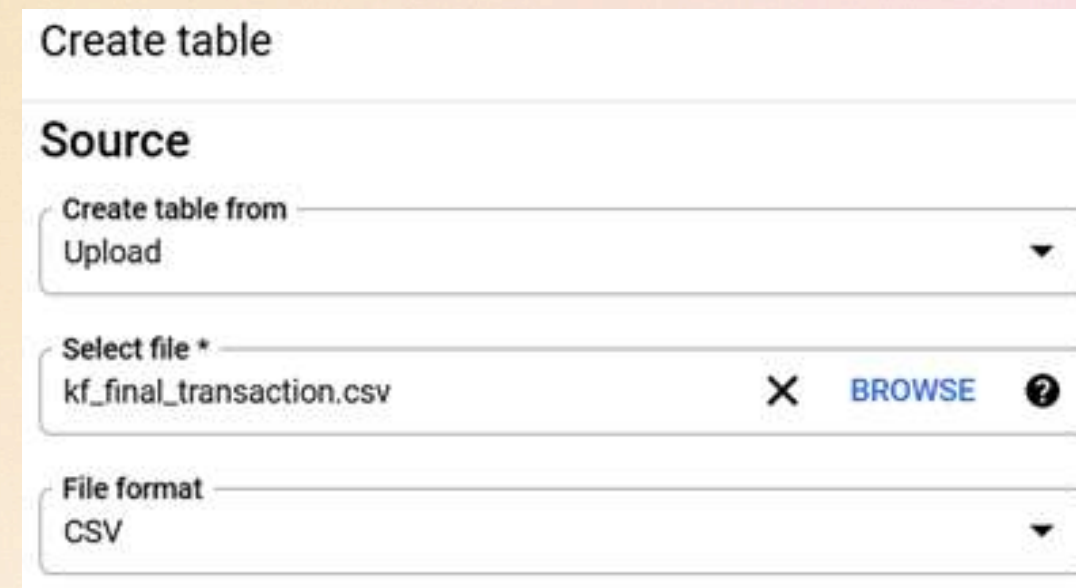 Create table
Source
Create table from
Upload
Select file *
kf_final_transaction.csv
BROWSE
File format
CSV